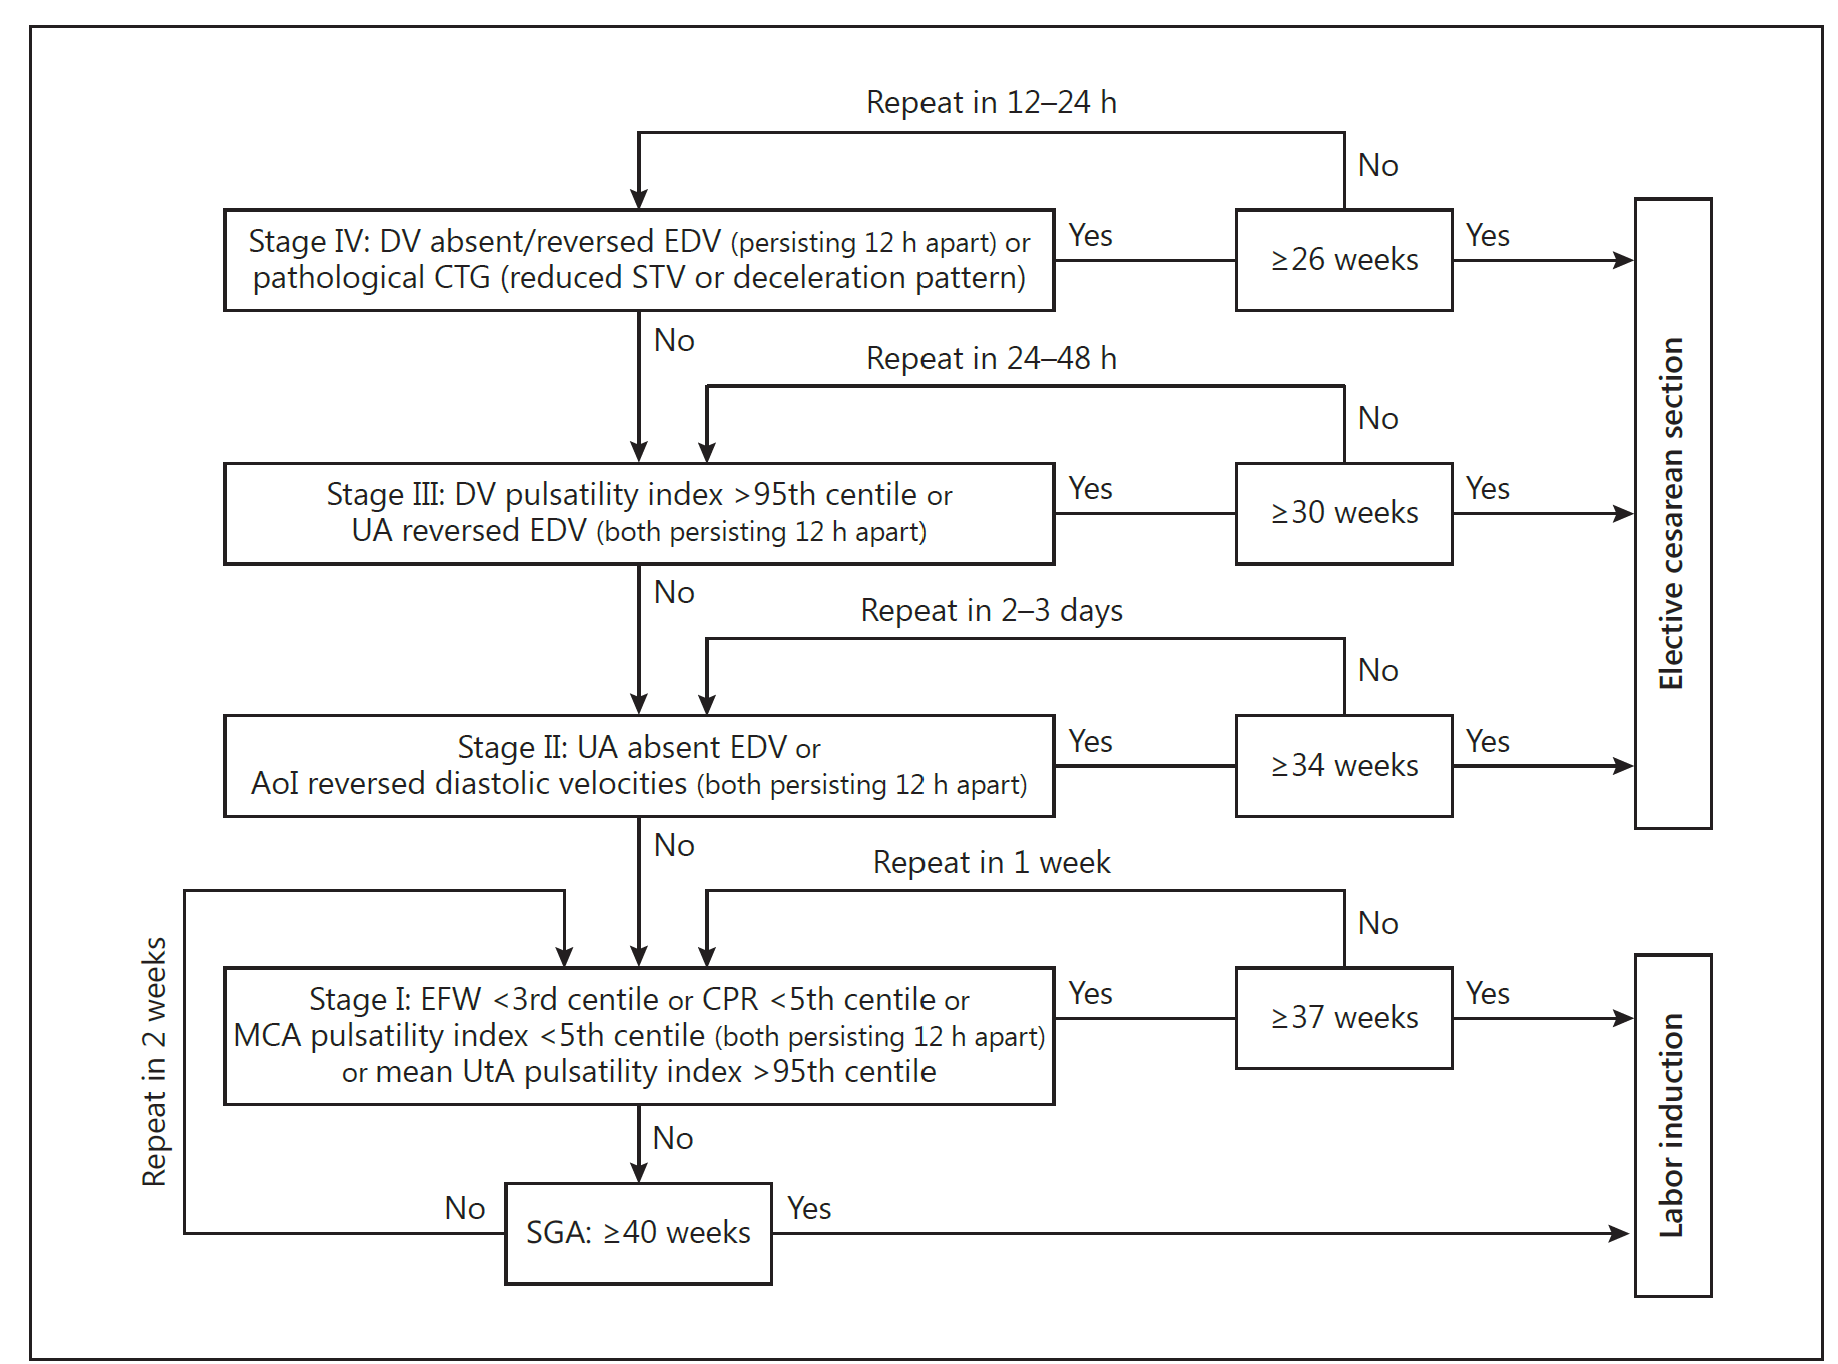 Repeat in 12–24 h
No
Stage IV: DV absent/reversed EDV (persisting 12 h apart) or
pathological CTG (reduced STV or deceleration pattern)
Yes
≥26 weeks
Yes
No
Repeat in 24–48 h
No
Stage III: DV pulsatility index >95th centile or
UA reversed EDV (both persisting 12 h apart)
Yes
≥30 weeks
Yes
Elective cesarean section
No
Repeat in 2–3 days
No
Stage II: UA absent EDV or
AoI reversed diastolic velocities (both persisting 12 h apart)
Yes
≥34 weeks
Yes
No
Repeat in 1 week
No
Repeat in 2 weeks
Stage I: EFW <3rd centile or CPR <5th centile or
MCA pulsatility index <5th centile (both persisting 12 h apart)
or mean UtA pulsatility index >95th centile
Yes
≥37 weeks
Yes
Labor induction
No
No
SGA: ≥40 weeks
Yes